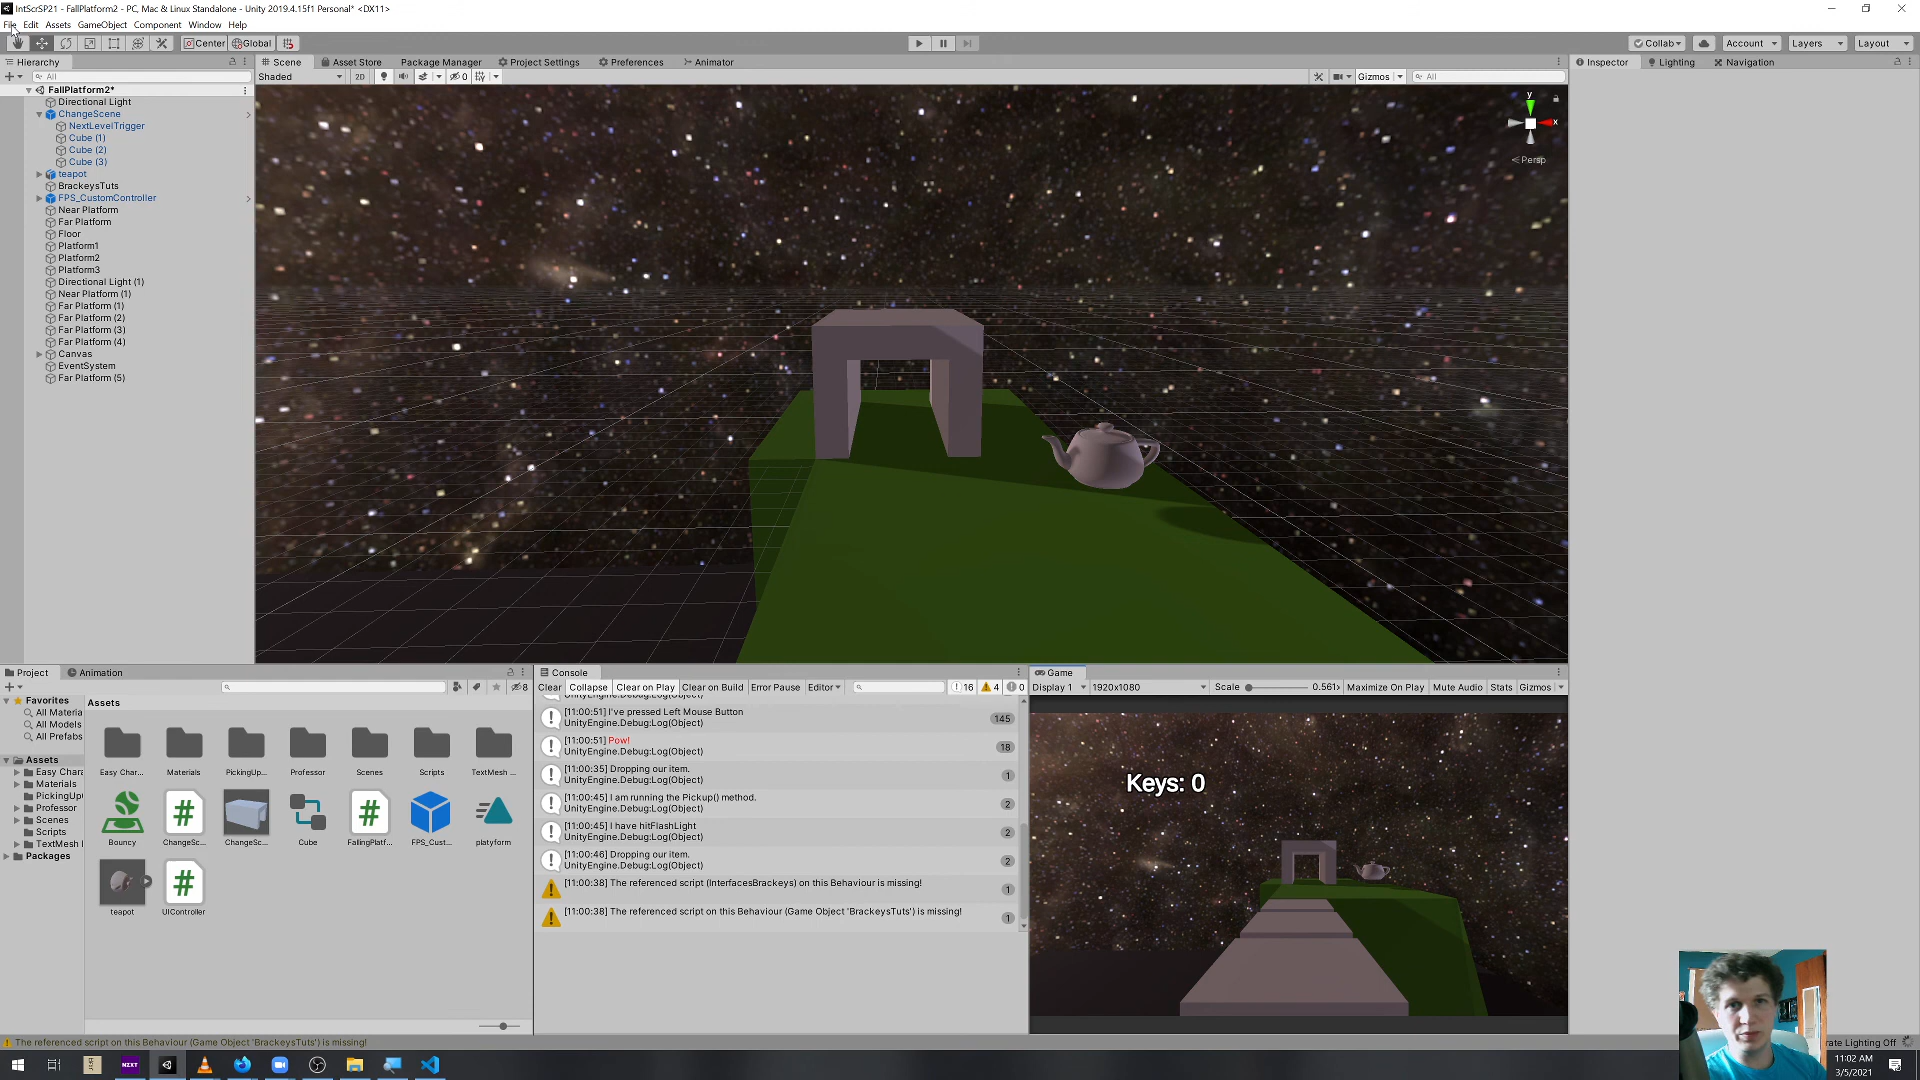 IntScrSP21 - FallPlatform2 - PC, Mac & Linux Standalone - Unity 2019.4.15f1 Personal* <DX11>
File Edit Assets GameObject Component Window Help
Center Global
Collab Account Layers Layout
Hierarchy
Scene Asset Store Package Manager Project Settings Preferences Animator
Inspector Lighting Navigation
All
Shaded 2D 0 Gizmos All
FallPlatform2*
Directional Light
ChangeScene
NextLevelTrigger
Cube (1)
Cube (2)
Cube (3)
teapot
BrackeysTuts
FPS_CustomController
Near Platform
Far Platform
Floor
Platform1
Platform2
Platform3
Directional Light (1)
Near Platform (1)
Far Platform (1)
Far Platform (2)
Far Platform (3)
Far Platform (4)
Canvas
EventSystem
Far Platform (5)
y
x
Persp
Project Animation
8
Favorites
All Materia
All Models
All Prefabs
Assets
Easy Chara
Materials
PickingUp
Professor
Scenes
Scripts
TextMesh
Packages
Assets
Easy Char... Materials PickingUp... Professor Scenes Scripts TextMesh ...
Bouncy ChangeSc... ChangeSc... Cube FallingPlatf... FPS_Cust... platyform
teapot UIController
Console
Clear Collapse Clear on Play Clear on Build Error Pause Editor 16 4 0
UnityEngine.Debug:Log(Object)
[11:00:51] I've pressed Left Mouse Button
UnityEngine.Debug:Log(Object)
145
[11:00:51] Pow!
UnityEngine.Debug:Log(Object)
18
[11:00:35] Dropping our item.
UnityEngine.Debug:Log(Object)
1
[11:00:45] I am running the Pickup() method.
UnityEngine.Debug:Log(Object)
2
[11:00:45] I have hitFlashLight
UnityEngine.Debug:Log(Object)
2
[11:00:46] Dropping our item.
UnityEngine.Debug:Log(Object)
2
[11:00:38] The referenced script (InterfacesBrackeys) on this Behaviour is missing!
1
[11:00:38] The referenced script on this Behaviour (Game Object 'BrackeysTuts') is missing!
1
Game
Display 1 1920x1080 Scale 0.561x Maximize On Play Mute Audio Stats Gizmos
Keys: 0
The referenced script on this Behaviour (Game Object 'BrackeysTuts') is missing!
rate Lighting Off
NZXT
11:02 AM
3/5/2021